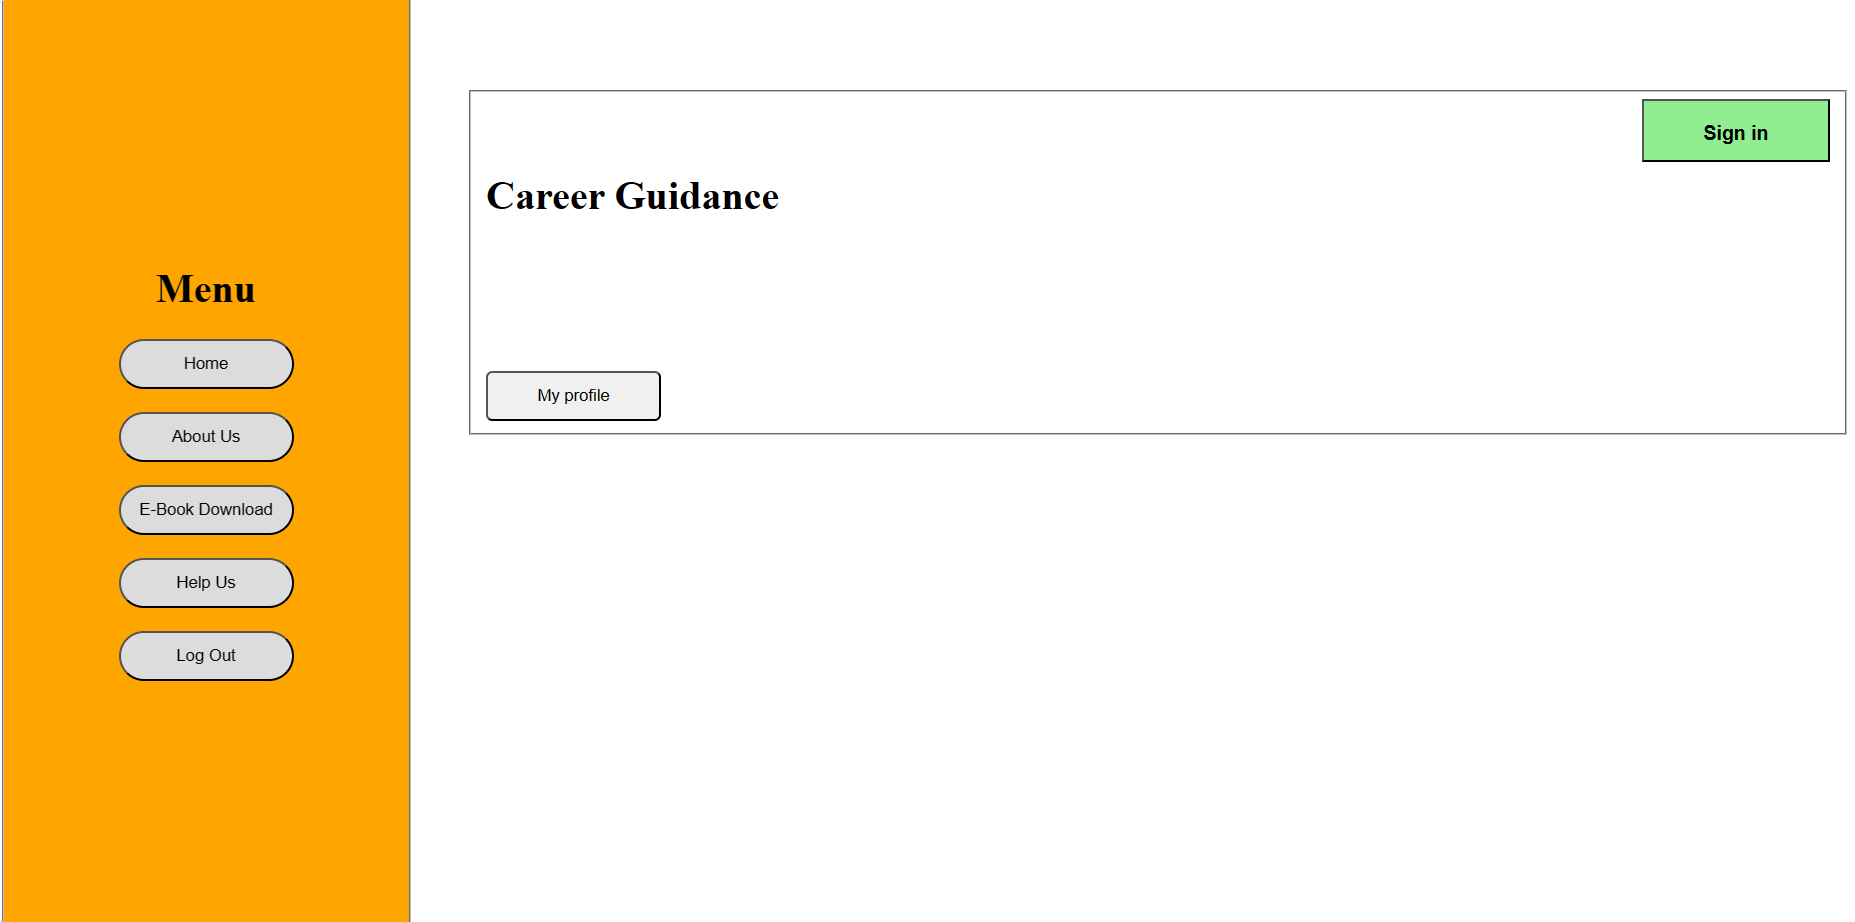 Menu
Home
About Us
E-Book Download
Help Us
Log Out
Sign in
Career Guidance
My profile